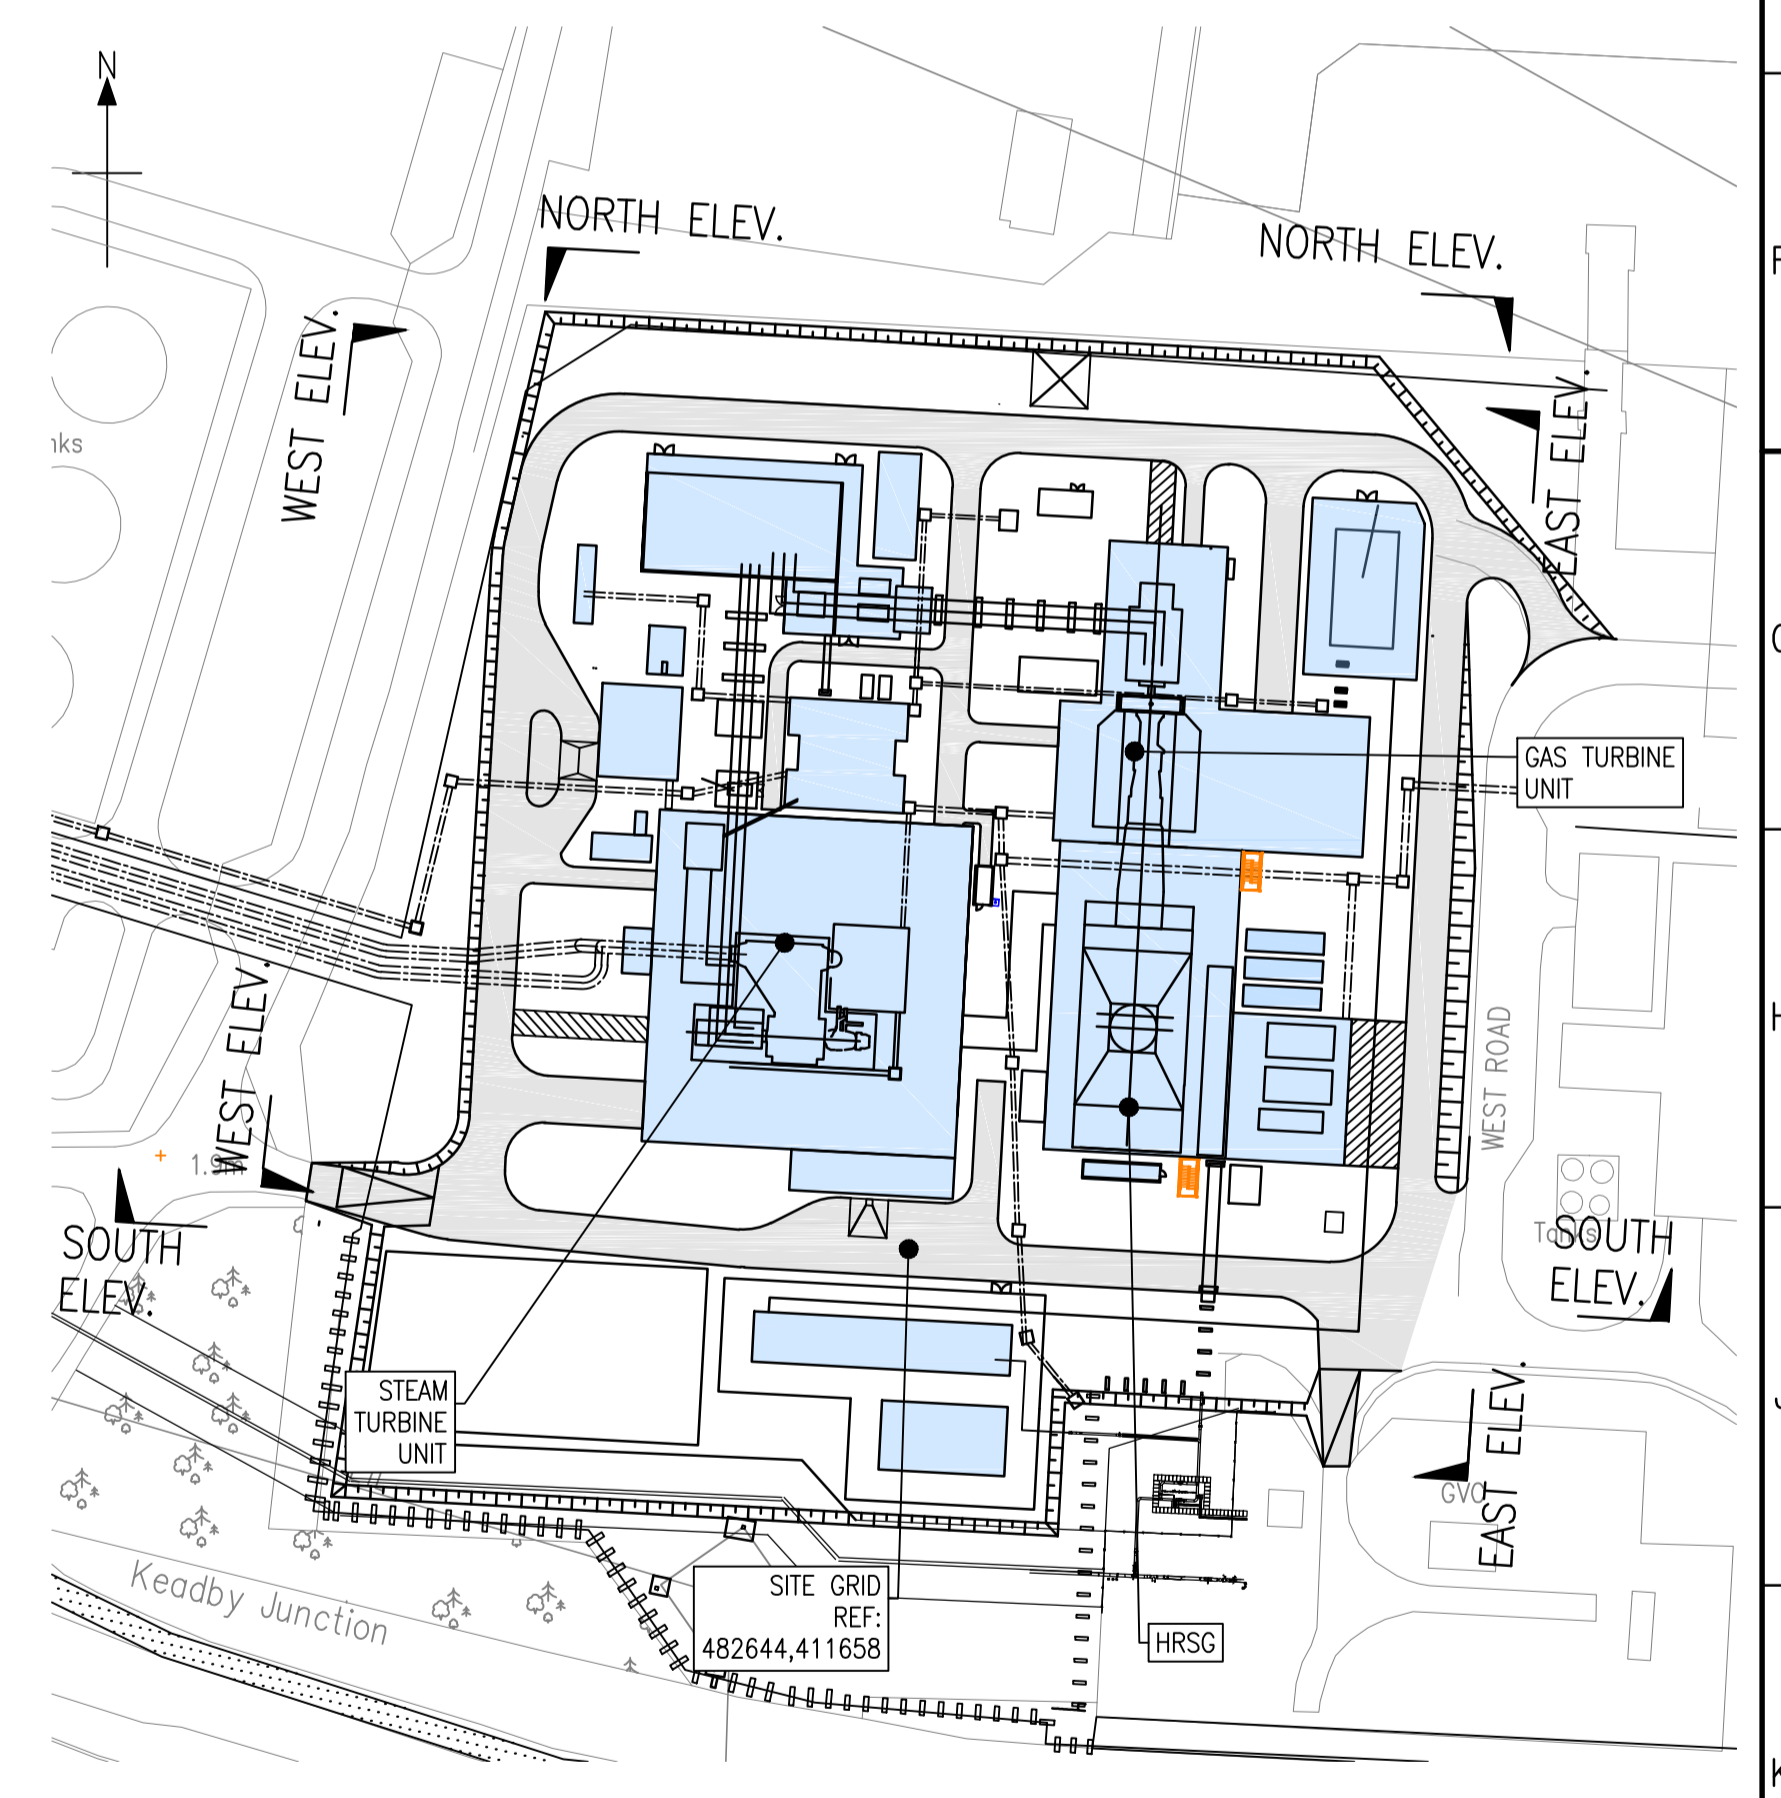 N
NORTH ELEV.
NORTH ELEV.
WEST ELEV.
EAST ELEV.
GAS TURBINE
UNIT
WEST ELEV.
WEST ROAD
SOUTH
ELEV.
Tanks
SOUTH
ELEV.
STEAM
TURBINE
UNIT
EAST ELEV.
Keadby Junction
SITE GRID
REF:
482644,411658
HRSG
H